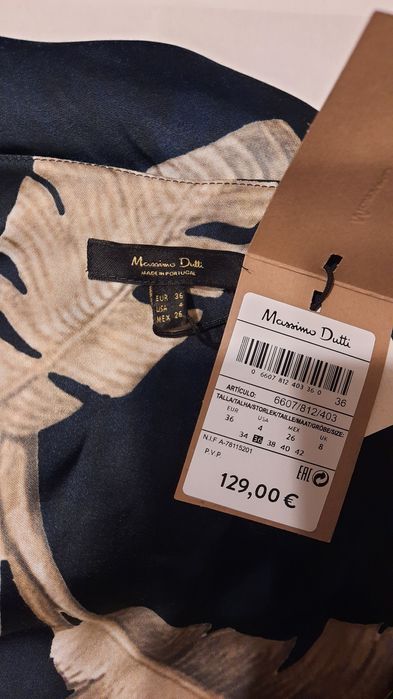 Massimo Dutti
MADE IN PORTUGAL
EUR 36
USA 4
MEX 26
Massimo Dutti
0 6607 812 403 36 0
36
ARTÍCULO:
6607/812/403
TALLA/TALHA/STORLEK/TAILLE/MAAT/GRÖBE/SIZE:
EUR USA MEX UK
36 4 26 8
34 36 38 40 42
N.I.F A-78115201
P.V.P.
EAC
129,00 €